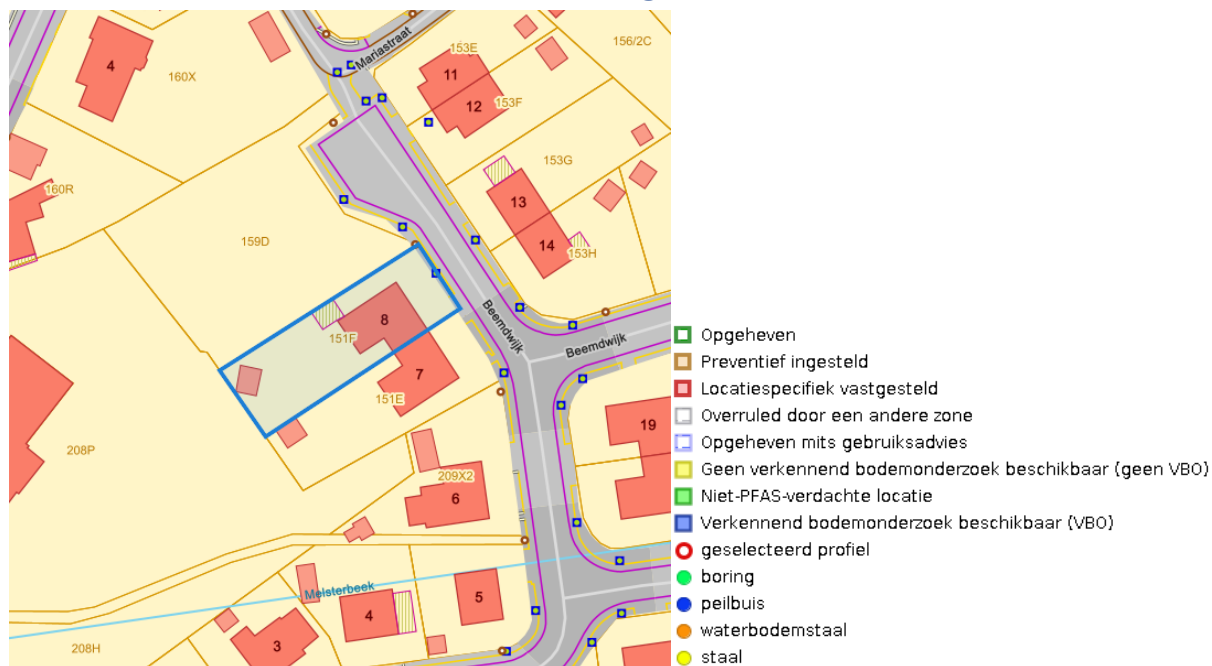 Mariastraat
153E
156/2C
4
11
160X
12
153F
153G
160R
13
159D
14
153H
Beemdwijk
8
151F
Beemdwijk
7
151E
19
208P
209X2
6
Meisterbeek
4
5
3
208H
Opgeheven
Preventief ingesteld
Locatiespecifiek vastgesteld
Overruled door een andere zone
Opgeheven mits gebruiksadvies
Geen verkennend bodemonderzoek beschikbaar (geen VBO)
Niet-PFAS-verdachte locatie
Verkennend bodemonderzoek beschikbaar (VBO)
geselecteerd profiel
boring
peilbuis
waterbodemstaal
staal